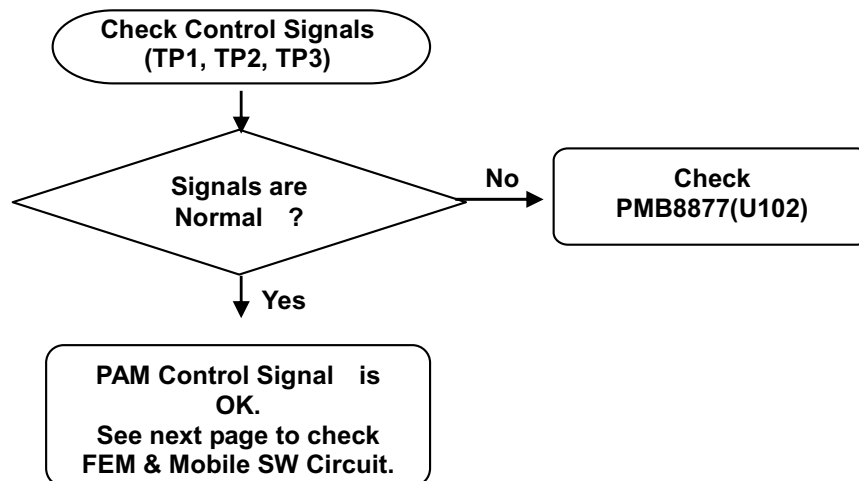 Check Control Signals
(TP1, TP2, TP3)
Signals are
Normal ?
No
Check
PMB8877(U102)
Yes
PAM Control Signal is
OK.
See next page to check
FEM & Mobile SW Circuit.